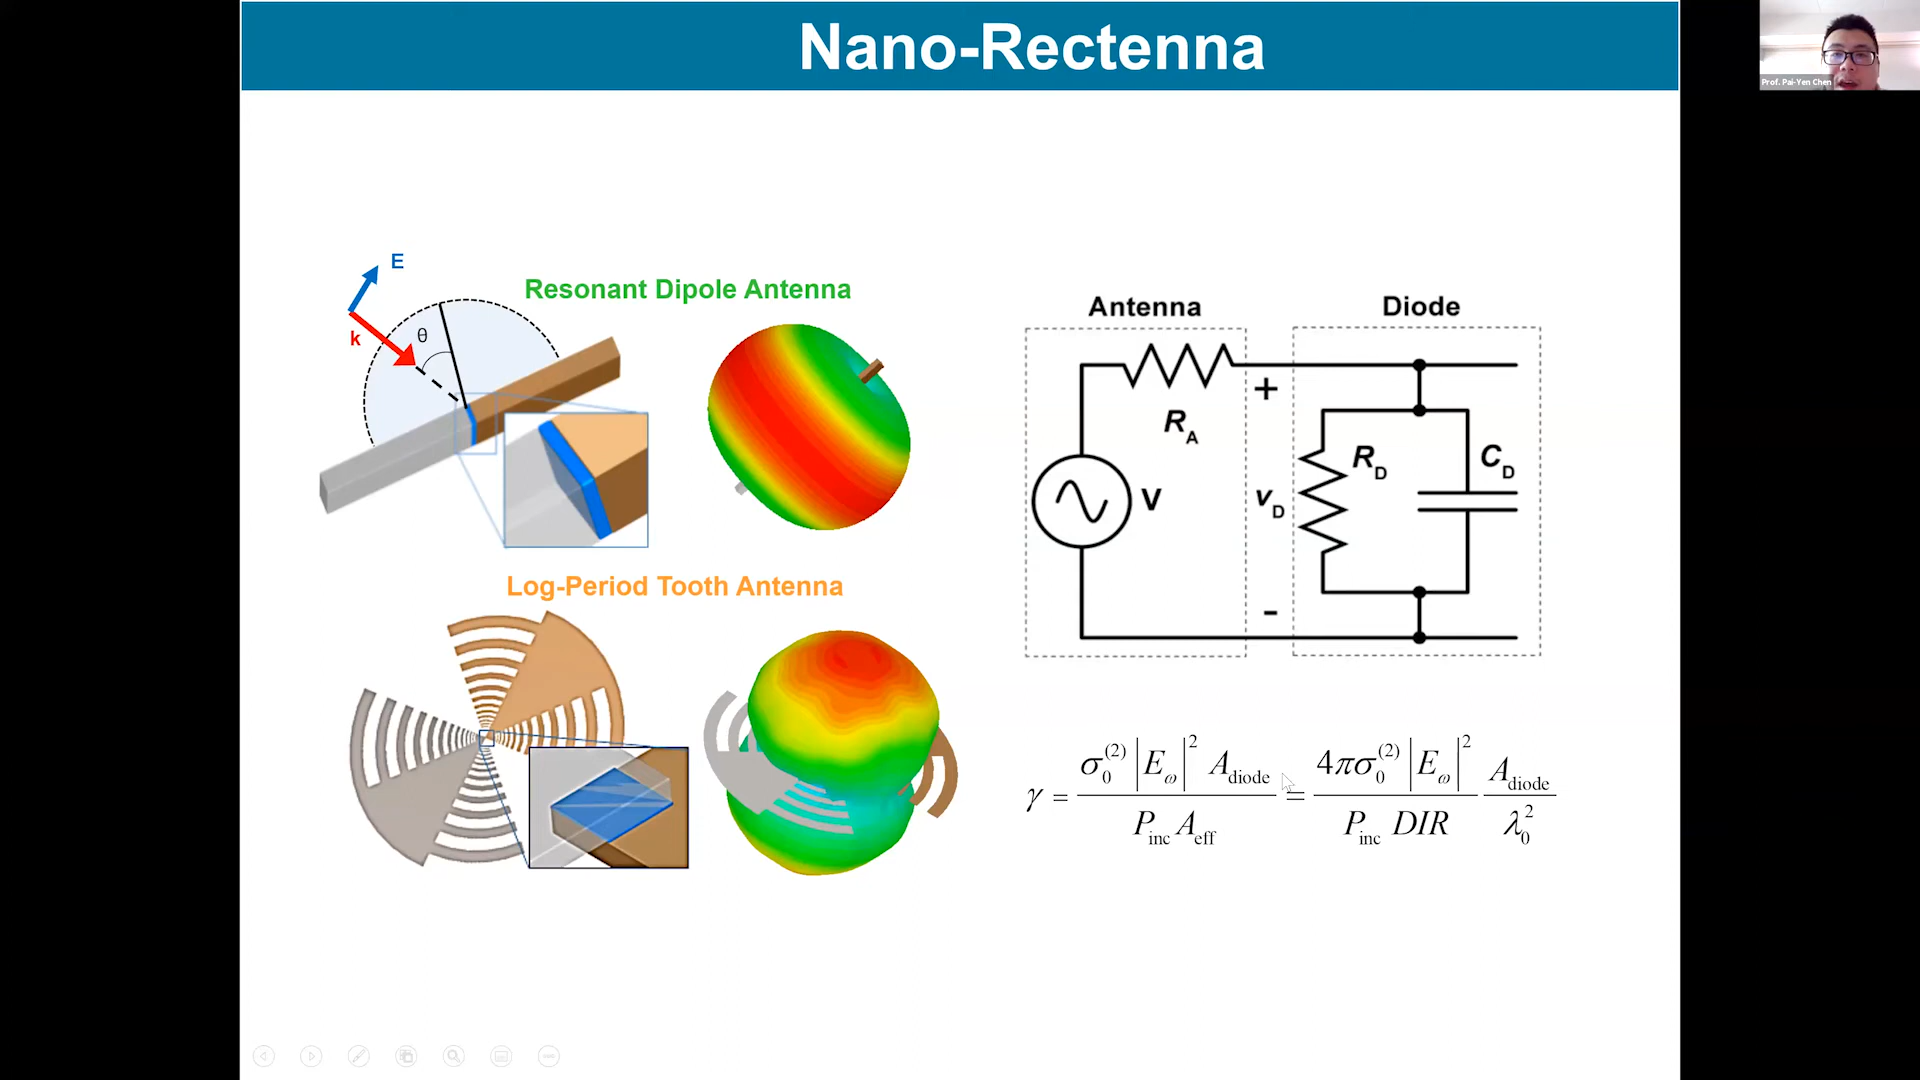 Nano-Rectenna
Prof. Pai-Yen Chen
E
k
θ
Resonant Dipole Antenna
Log-Period Tooth Antenna
Antenna
Diode
R_A
+
V
v_D
-
R_D
C_D
γ = σ_0^(2) |E_ω|^2 A_diode / P_inc A_eff = 4πσ_0^(2) |E_ω|^2 / P_inc DIR A_diode / λ_0^2